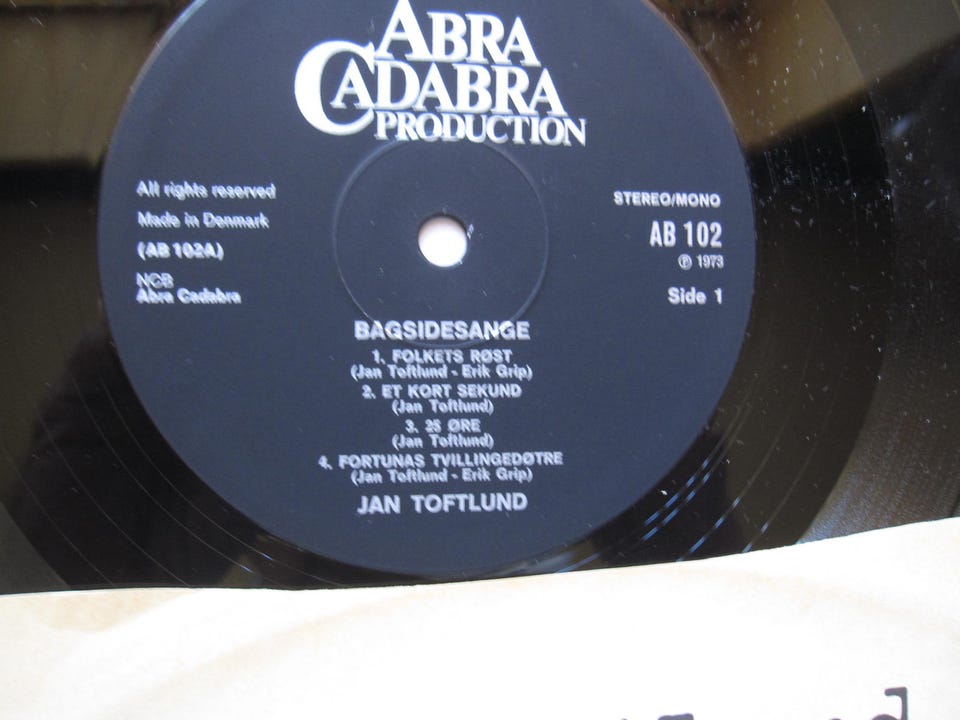 ABRA
CADABRA
PRODUCTION
All rights reserved
Made in Denmark
(AB 102A)
NCB
Abra Cadabra
STEREO/MONO
AB 102
℗ 1973
Side 1
BAGSIDESANGE
1. FOLKETS RØST
(Jan Toftlund - Erik Grip)
2. ET KORT SEKUND
(Jan Toftlund)
3. 25 ØRE
(Jan Toftlund)
4. FORTUNAS TVILLINGEDØTRE
(Jan Toftlund - Erik Grip)
JAN TOFTLUND